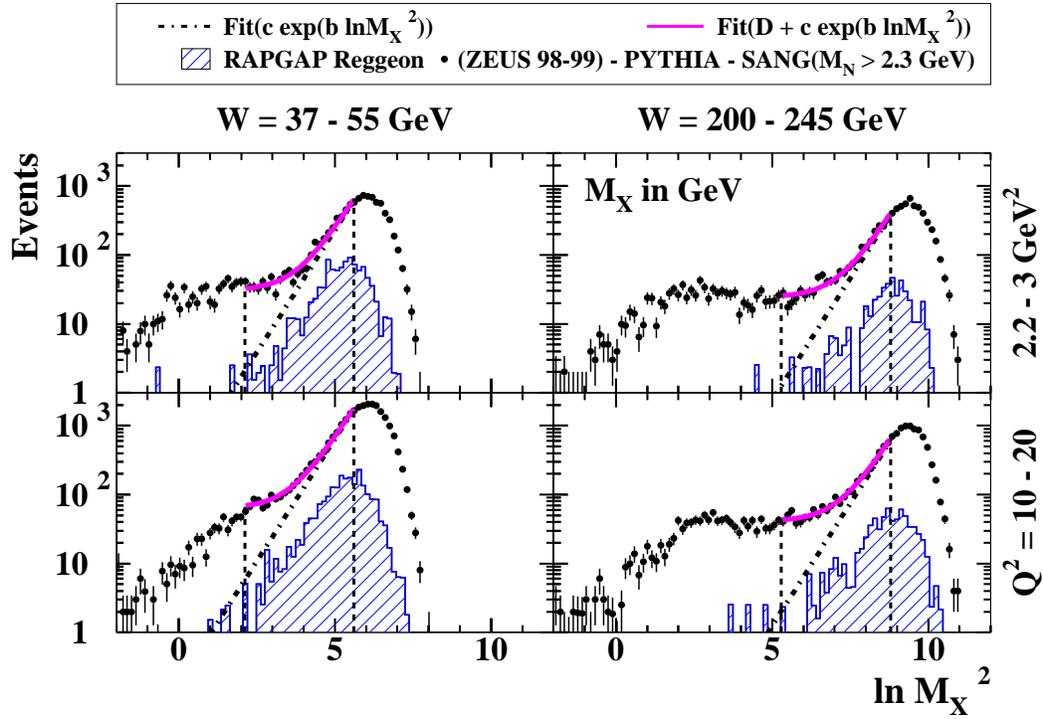 Fit(c exp(b lnM_X^2)) Fit(D + c exp(b lnM_X^2))
RAPGAP Reggeon • (ZEUS 98-99) - PYTHIA - SANG(M_N > 2.3 GeV)
W = 37 - 55 GeV W = 200 - 245 GeV
Events
M_X in GeV
10^3
10^2
10
1
10^3
10^2
10
1
0 5 10 0 5 10
ln M_X^2
2.2 - 3 GeV^2
Q^2 = 10 - 20